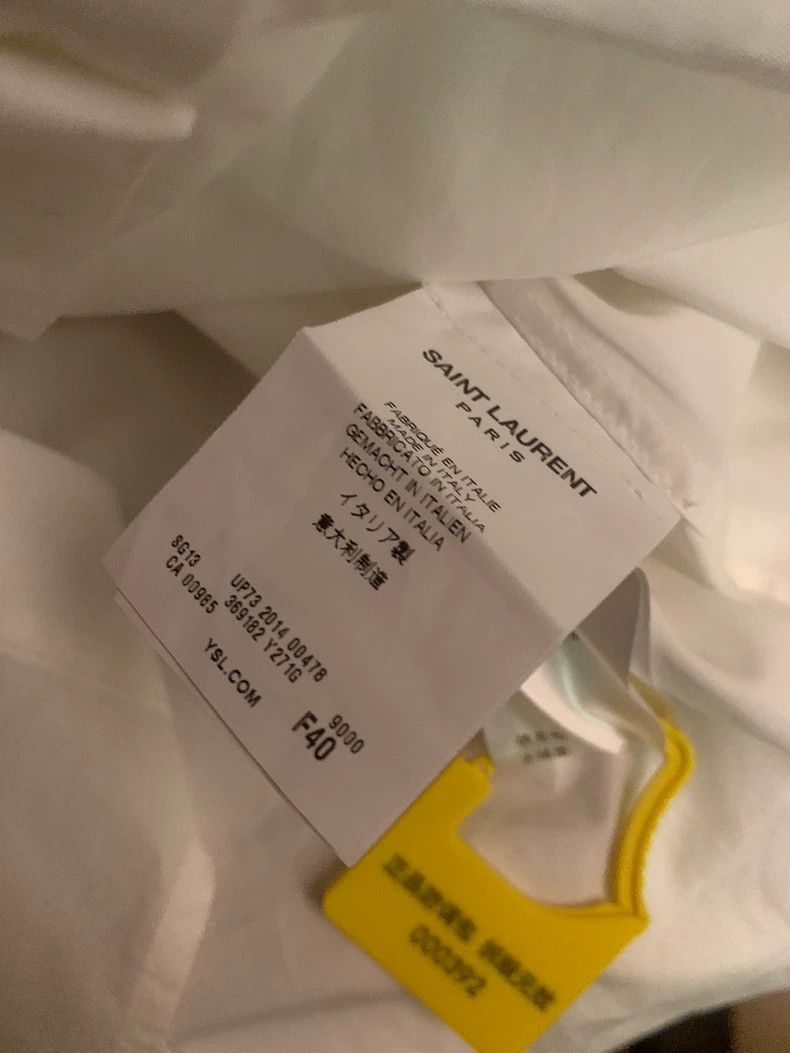 SAINT LAURENT
PARIS
FABRIQUÉ EN ITALIE
MADE IN ITALY
FABBRICATO IN ITALIA
GEMACHT IN ITALIEN
HECHO EN ITALIA
イタリア製
意大利制造
SG13 UP73 2014 00478
CA 00985 369182 Y271G
YSL.COM 9000
F40
000392